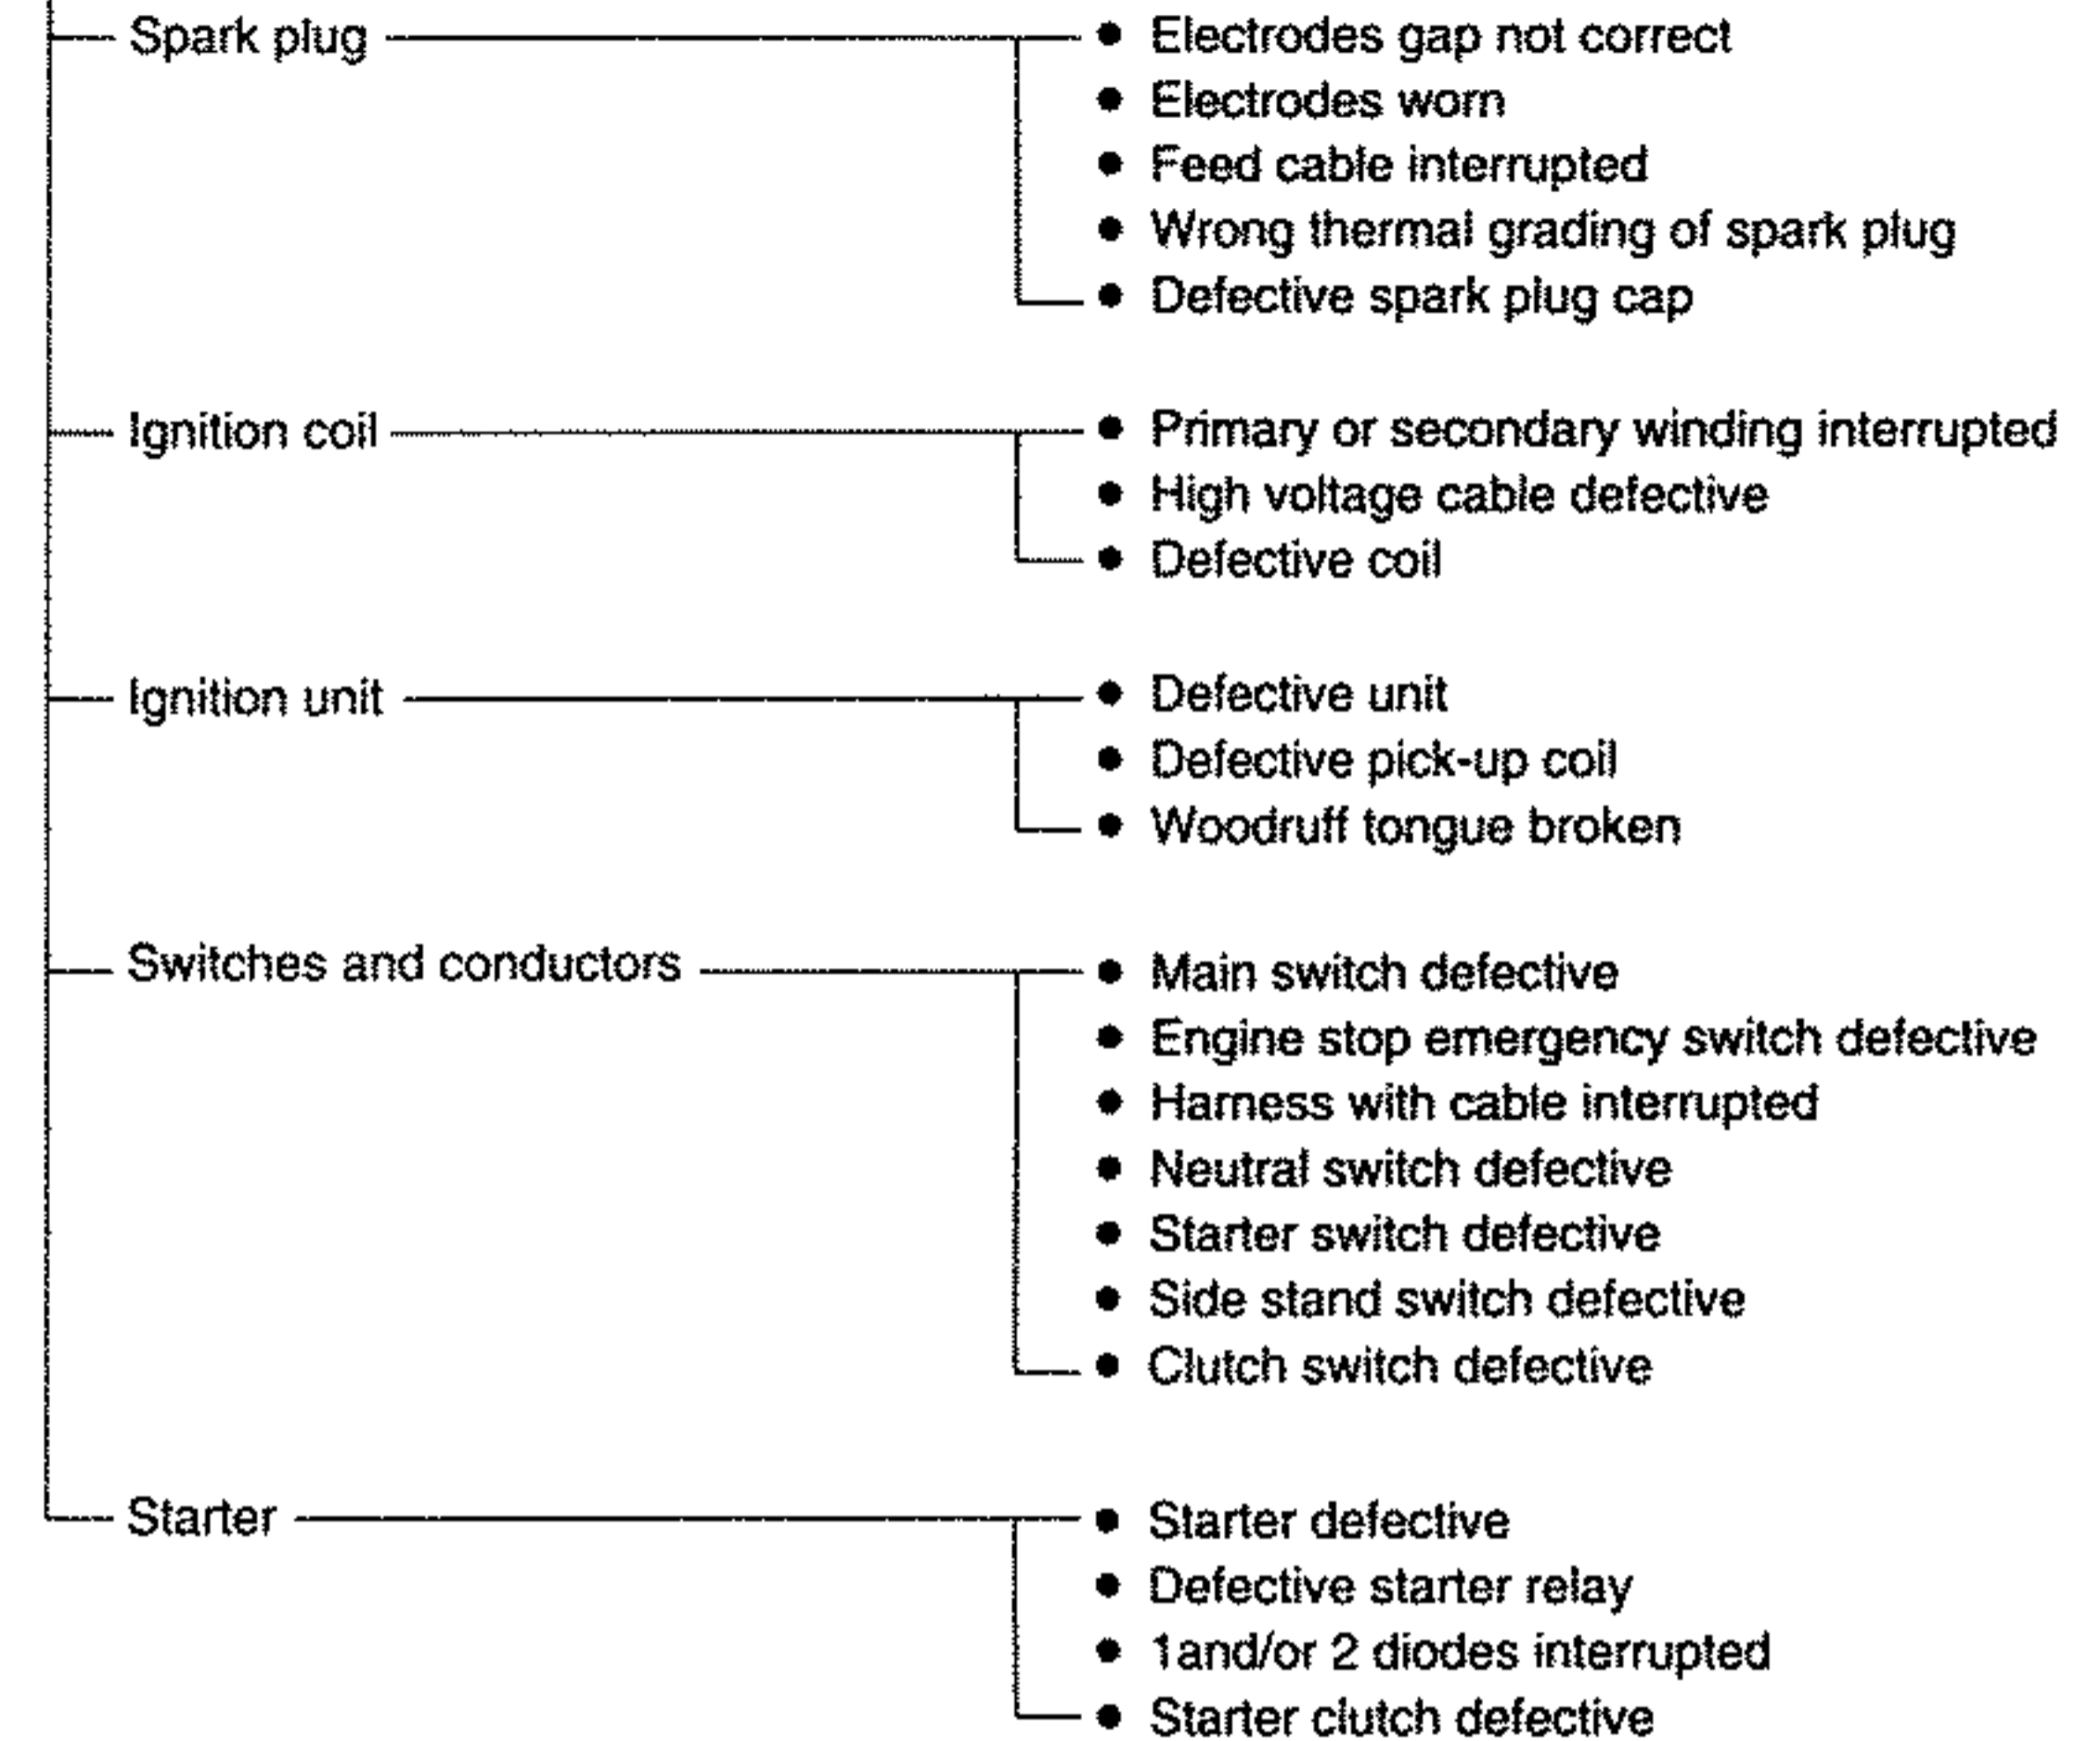 Spark plug ● Electrodes gap not correct
● Electrodes worn
● Feed cable interrupted
● Wrong thermal grading of spark plug
● Defective spark plug cap
Ignition coil ● Primary or secondary winding interrupted
● High voltage cable defective
● Defective coil
Ignition unit ● Defective unit
● Defective pick-up coil
● Woodruff tongue broken
Switches and conductors ● Main switch defective
● Engine stop emergency switch defective
● Harness with cable interrupted
● Neutral switch defective
● Starter switch defective
● Side stand switch defective
● Clutch switch defective
Starter ● Starter defective
● Defective starter relay
● 1and/or 2 diodes interrupted
● Starter clutch defective